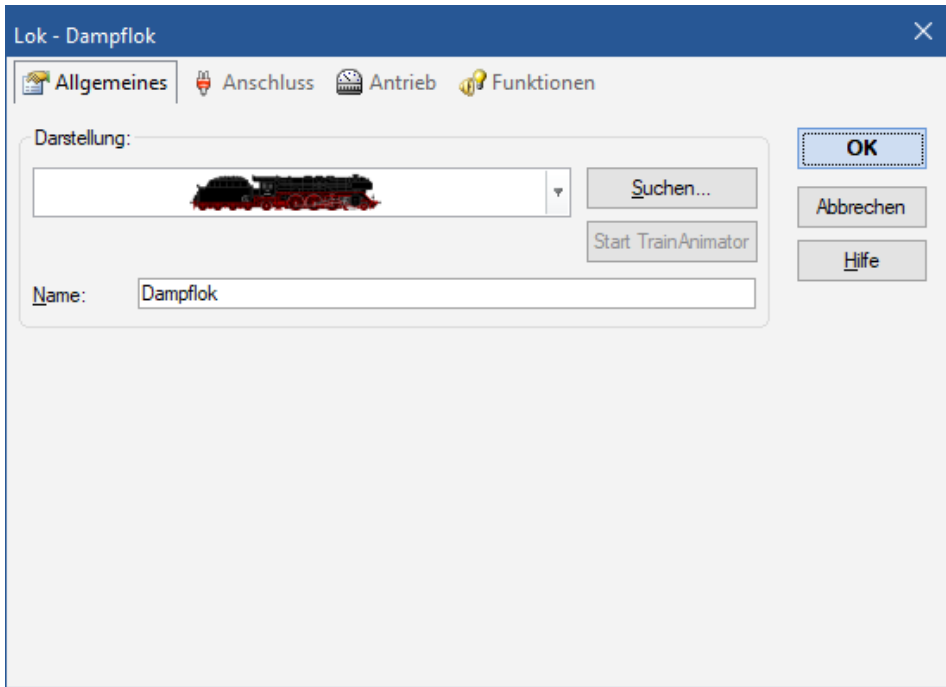 Lok - Dampflok
Allgemeines Anschluss Antrieb Funktionen
Darstellung:
OK
Suchen...
Abbrechen
Start TrainAnimator
Hilfe
Name: Dampflok